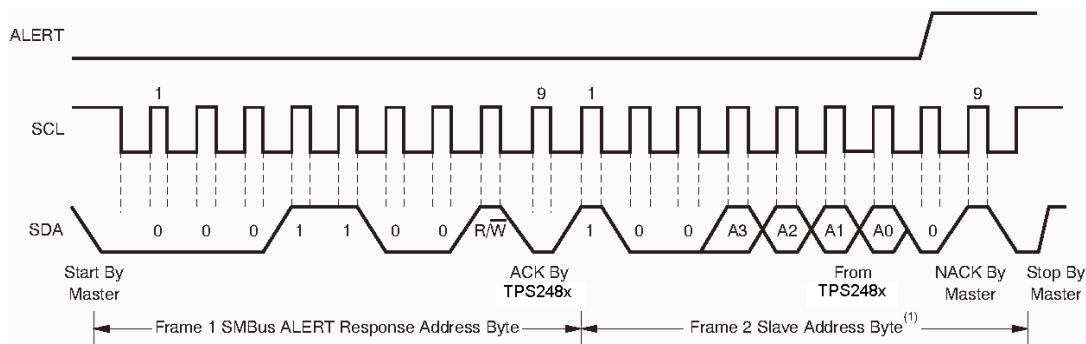 ALERT
1 9 1 9
SCL
SDA
0 0 0 1 1 0 0 R/W 1 0 0 A3 A2 A1 A0 0
Start By
Master
ACK By
TPS248x
From
TPS248x
NACK By
Master
Stop By
Master
Frame 1 SMBus ALERT Response Address Byte
Frame 2 Slave Address Byte(1)